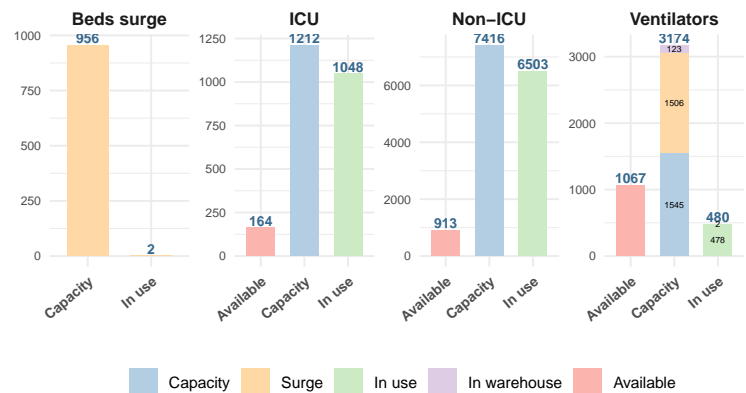 Beds surge
956
1000
750
500
250
0
2
Capacity
In use
ICU
1212
1250
1048
1000
750
500
250
164
0
Available
Capacity
In use
Non−ICU
7416
6503
6000
4000
2000
913
0
Available
Capacity
In use
Ventilators
3174
123
3000
1506
2000
1067
1000
1545
480
2
478
0
Available
Capacity
In use
Capacity Surge In use In warehouse Available